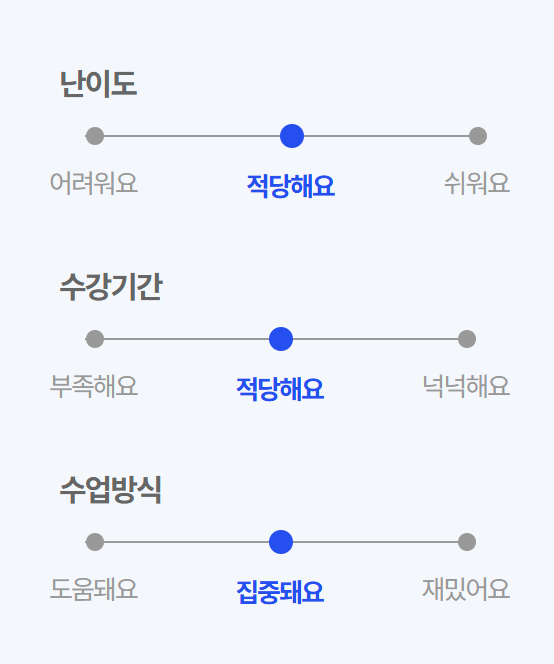 난이도
어려워요 적당해요 쉬워요
수강기간
부족해요 적당해요 넉넉해요
수업방식
도움돼요 집중돼요 재밌어요